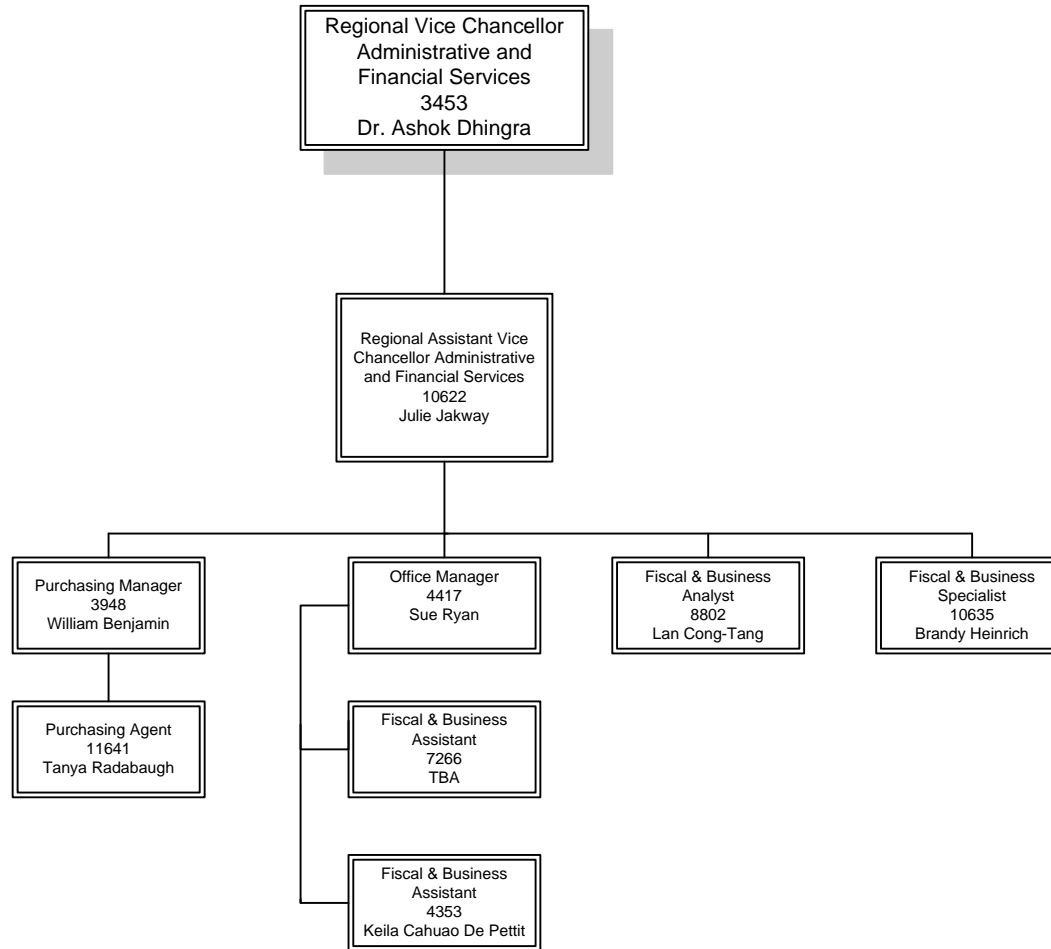 Regional Vice Chancellor
Administrative and
Financial Services
3453
Dr. Ashok Dhingra
Regional Assistant Vice
Chancellor Administrative
and Financial Services
10622
Julie Jakway
Purchasing Manager
3948
William Benjamin
Office Manager
4417
Sue Ryan
Fiscal & Business
Analyst
8802
Lan Cong-Tang
Fiscal & Business
Specialist
10635
Brandy Heinrich
Purchasing Agent
11641
Tanya Radabaugh
Fiscal & Business
Assistant
7266
TBA
Fiscal & Business
Assistant
4353
Keila Cahuao De Pettit